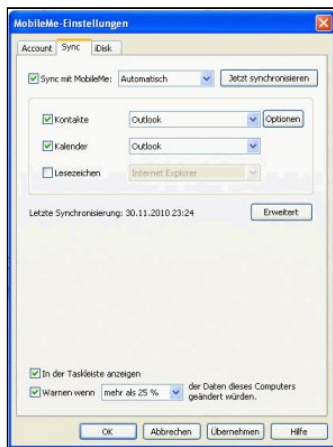 MobileMe-Einstellungen
Account Sync iDisk
Sync mit MobileMe: Automatisch Jetzt synchronisieren
Kontakte Outlook Optionen
Kalender Outlook
Lesezeichen Internet Explorer
Letzte Synchronisierung: 30.11.2010 23:24 Erweitert
In der Taskleiste anzeigen
Warnen wenn mehr als 25 % der Daten dieses Computers
geändert würden.
OK Abbrechen Übernehmen Hilfe